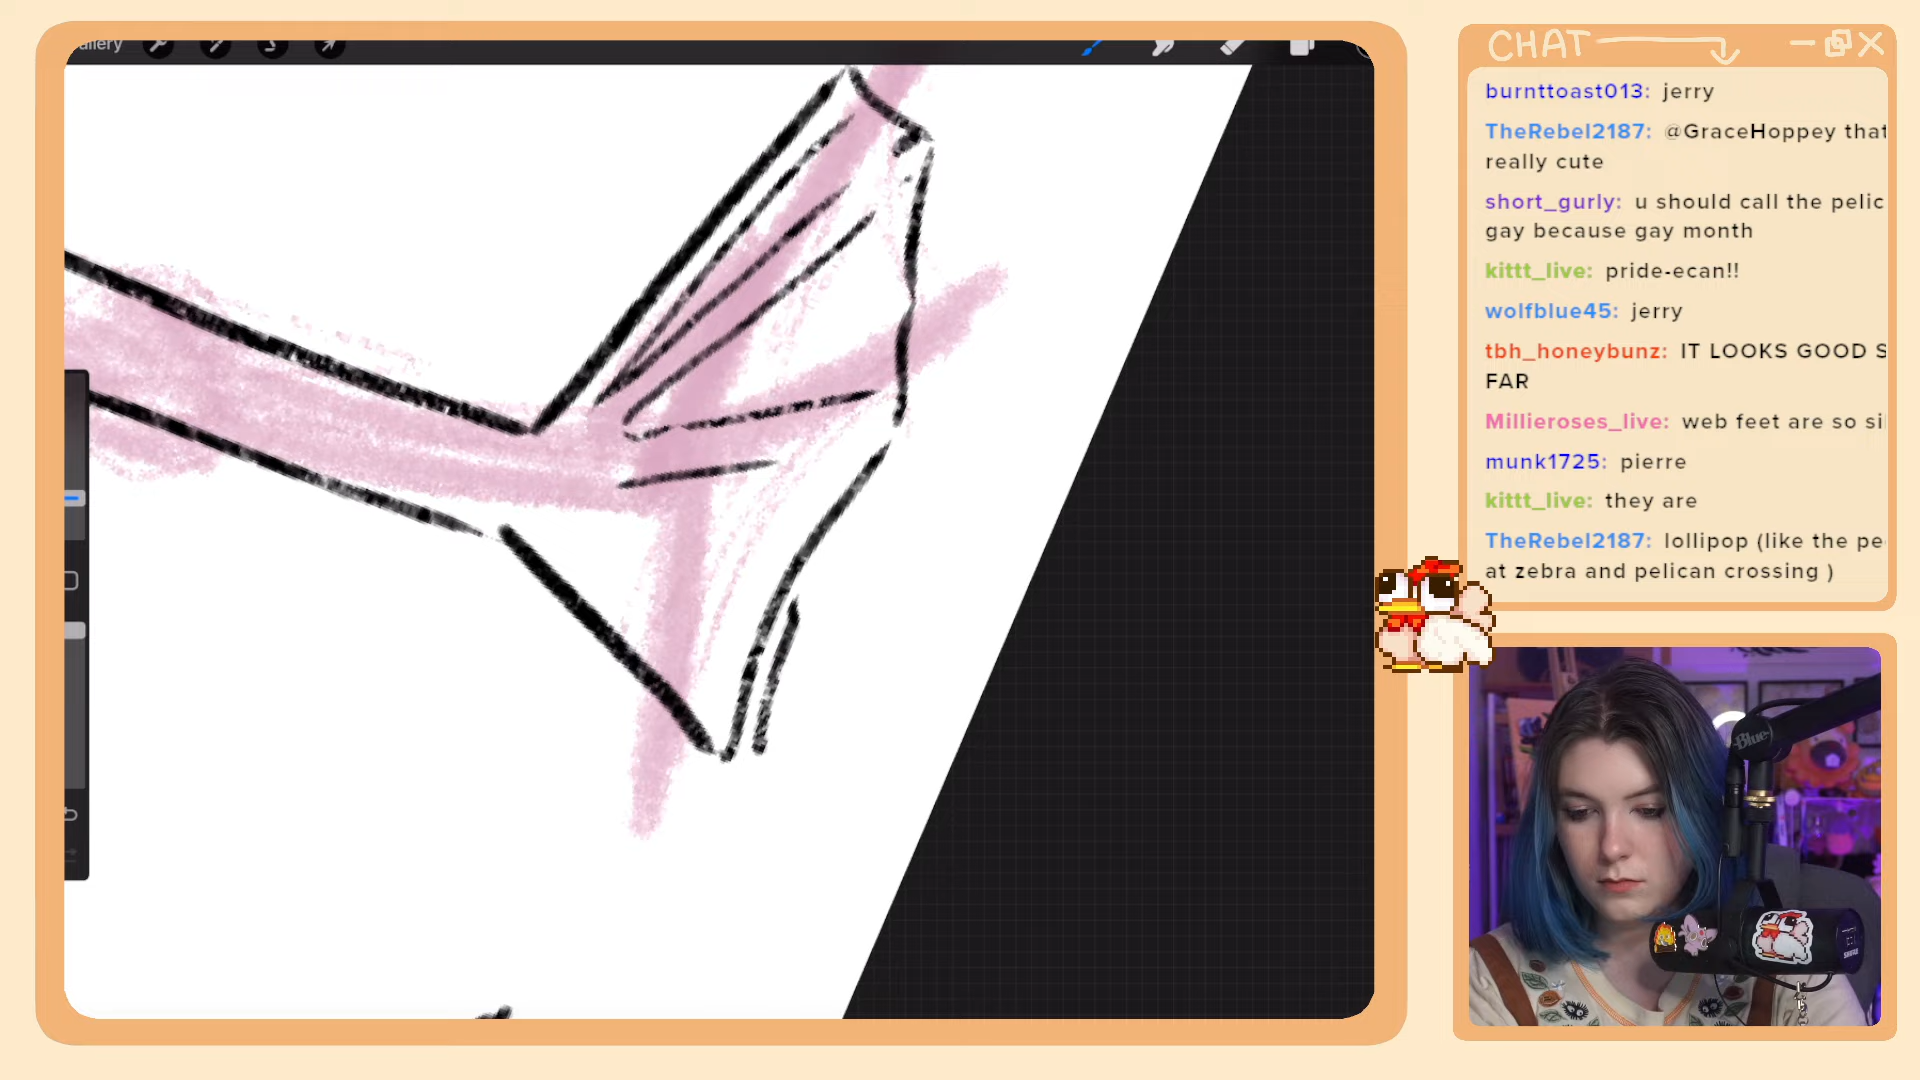 CHAT
burnttoast013: jerry
TheRebel2187: @GraceHoppey that
really cute
short_gurly: u should call the pelic
gay because gay month
kittt_live: pride-ecan!!
wolfblue45: jerry
tbh_honeybunz: IT LOOKS GOOD S
FAR
Millieroses_live: web feet are so si
munk1725: pierre
kittt_live: they are
TheRebel2187: lollipop (like the pe
at zebra and pelican crossing )
allery
Blue
SHURE